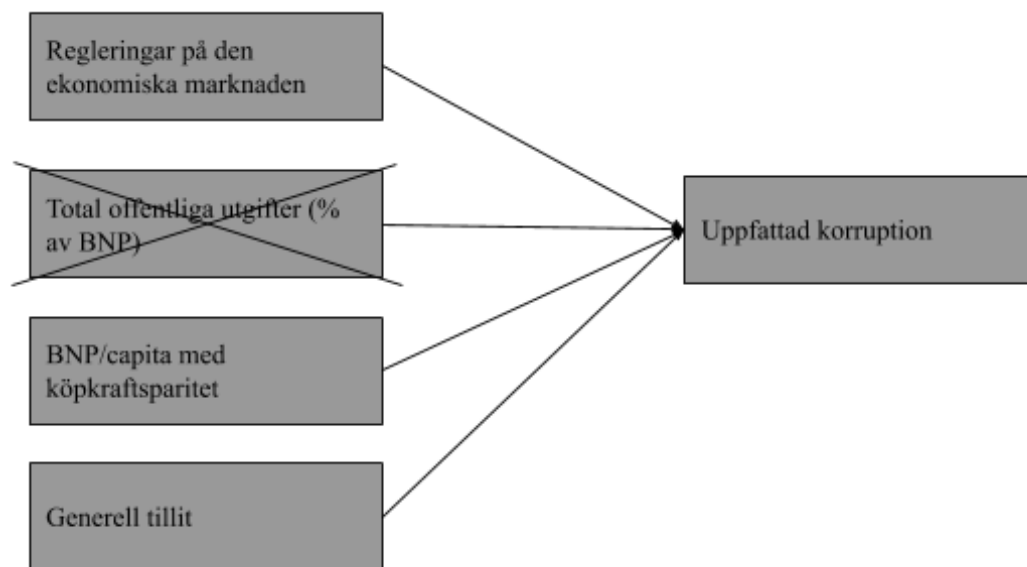 Regleringar på den
ekonomiska marknaden
Total offentliga utgifter (%
av BNP)
Uppfattad korruption
BNP/capita med
köpkraftsparitet
Generell tillit